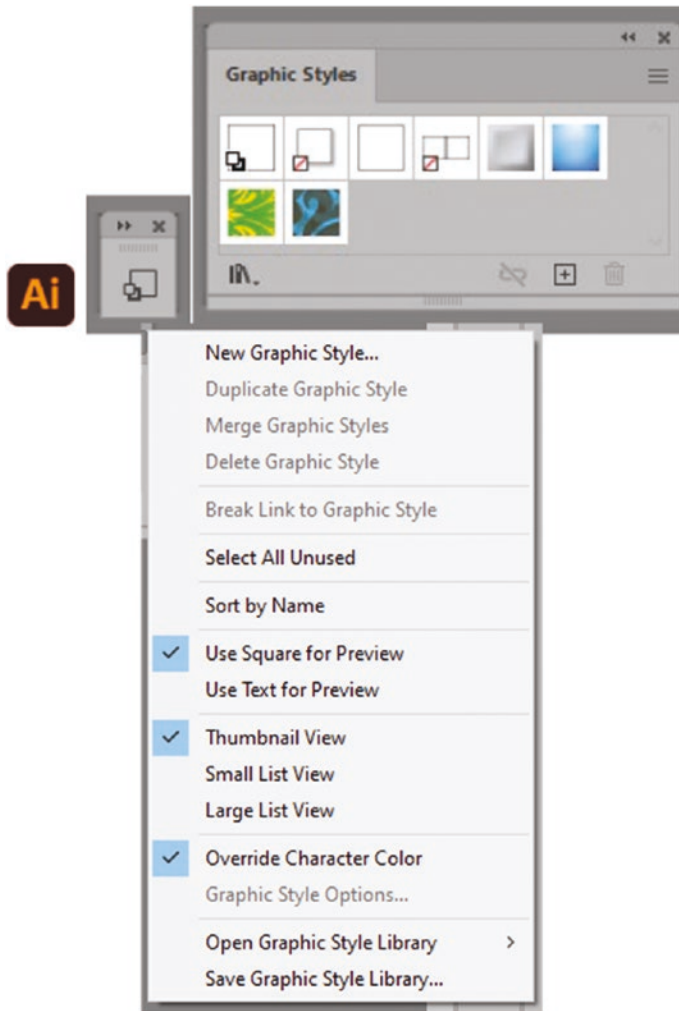 Graphic Styles
Ai
New Graphic Style...
Duplicate Graphic Style
Merge Graphic Styles
Delete Graphic Style
Break Link to Graphic Style
Select All Unused
Sort by Name
Use Square for Preview
Use Text for Preview
Thumbnail View
Small List View
Large List View
Override Character Color
Graphic Style Options...
Open Graphic Style Library
Save Graphic Style Library...